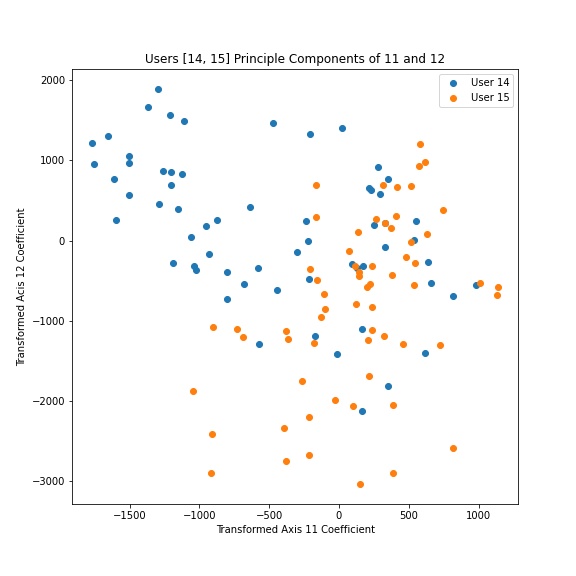 Users [14, 15] Principle Components of 11 and 12
User 14
User 15
2000
1000
0
−1000
−2000
−3000
Transformed Acis 12 Coefficient
−1500
−1000
−500
0
500
1000
Transformed Axis 11 Coefficient